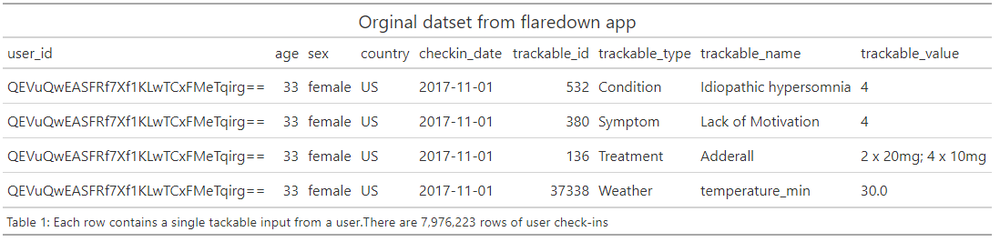 Orginal datset from flaredown app
user_id age sex country checkin_date trackable_id trackable_type trackable_name trackable_value
QEVuQwEASFRf7Xf1KLwTCxFMeTqirg== 33 female US 2017-11-01 532 Condition Idiopathic hypersomnia 4
QEVuQwEASFRf7Xf1KLwTCxFMeTqirg== 33 female US 2017-11-01 380 Symptom Lack of Motivation 4
QEVuQwEASFRf7Xf1KLwTCxFMeTqirg== 33 female US 2017-11-01 136 Treatment Adderall 2 x 20mg; 4 x 10mg
QEVuQwEASFRf7Xf1KLwTCxFMeTqirg== 33 female US 2017-11-01 37338 Weather temperature_min 30.0
Table 1: Each row contains a single tackable input from a user.There are 7,976,223 rows of user check-ins